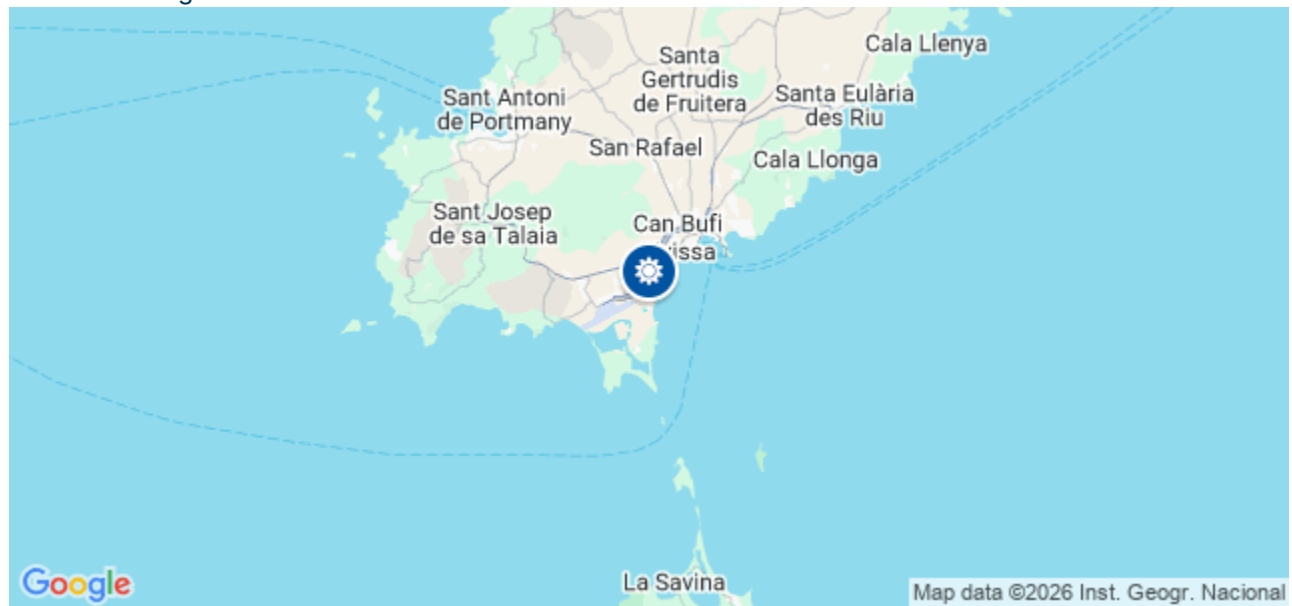 Cala Llenya
Santa
Gertrudis
de Fruitera
Sant Antoni
de Portmany
Santa Eulària
des Riu
San Rafael
Cala Llonga
Sant Josep
de sa Talaia
Can Bufi
La Savina
Google
Map data ©2026 Inst. Geogr. Nacional